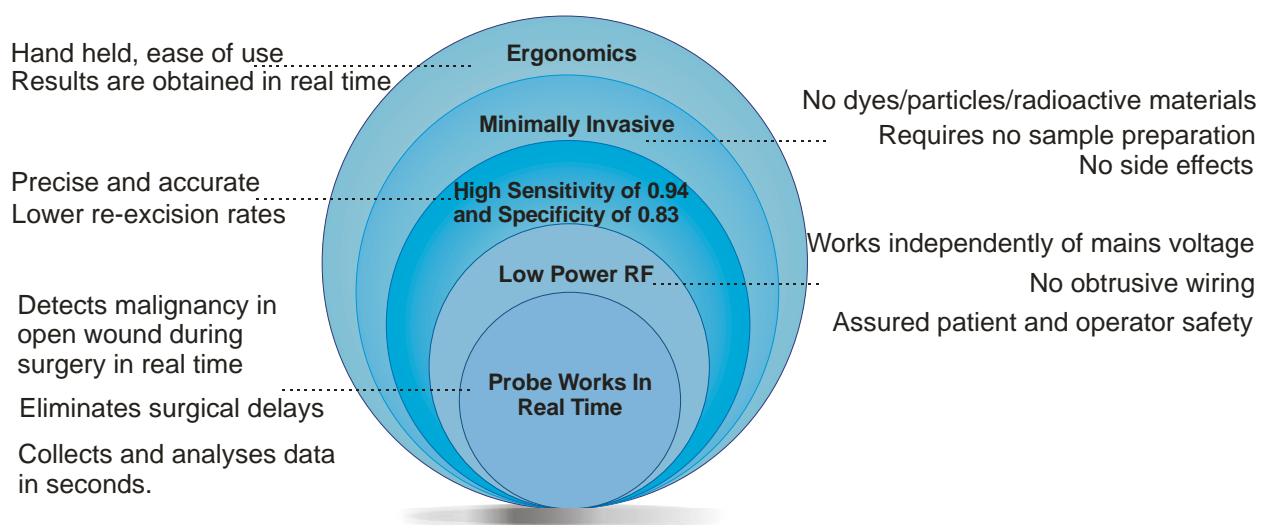 Hand held, ease of use
Results are obtained in real time
Ergonomics
No dyes/particles/radioactive materials
Requires no sample preparation
No side effects
Minimally Invasive
Precise and accurate
Lower re-excision rates
High Sensitivity of 0.94
and Specificity of 0.83
Works independently of mains voltage
No obtrusive wiring
Assured patient and operator safety
Low Power RF
Detects malignancy in
open wound during
surgery in real time
Eliminates surgical delays
Collects and analyses data
in seconds.
Probe Works In
Real Time